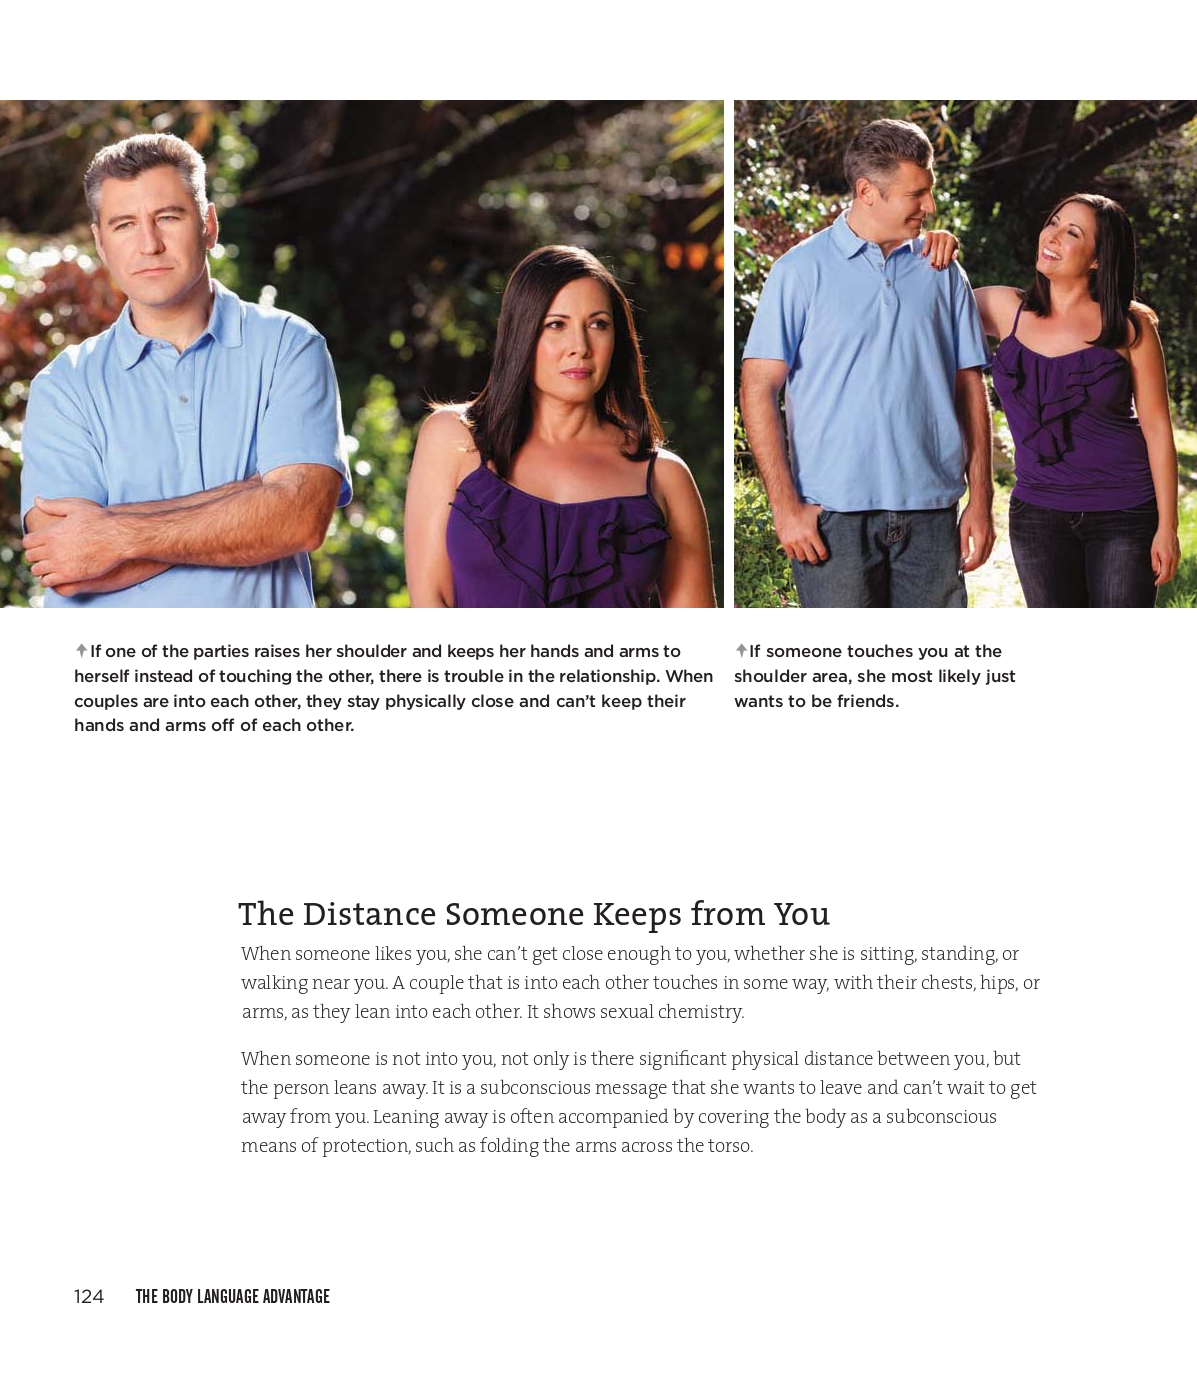 If one of the parties raises her shoulder and keeps her hands and arms to
herself instead of touching the other, there is trouble in the relationship. When
couples are into each other, they stay physically close and can’t keep their
hands and arms off of each other.
If someone touches you at the
shoulder area, she most likely just
wants to be friends.
The Distance Someone Keeps from You
When someone likes you, she can’t get close enough to you, whether she is sitting, standing, or
walking near you. A couple that is into each other touches in some way, with their chests, hips, or
arms, as they lean into each other. It shows sexual chemistry.
When someone is not into you, not only is there significant physical distance between you, but
the person leans away. It is a subconscious message that she wants to leave and can’t wait to get
away from you. Leaning away is often accompanied by covering the body as a subconscious
means of protection, such as folding the arms across the torso.
124 THE BODY LANGUAGE ADVANTAGE